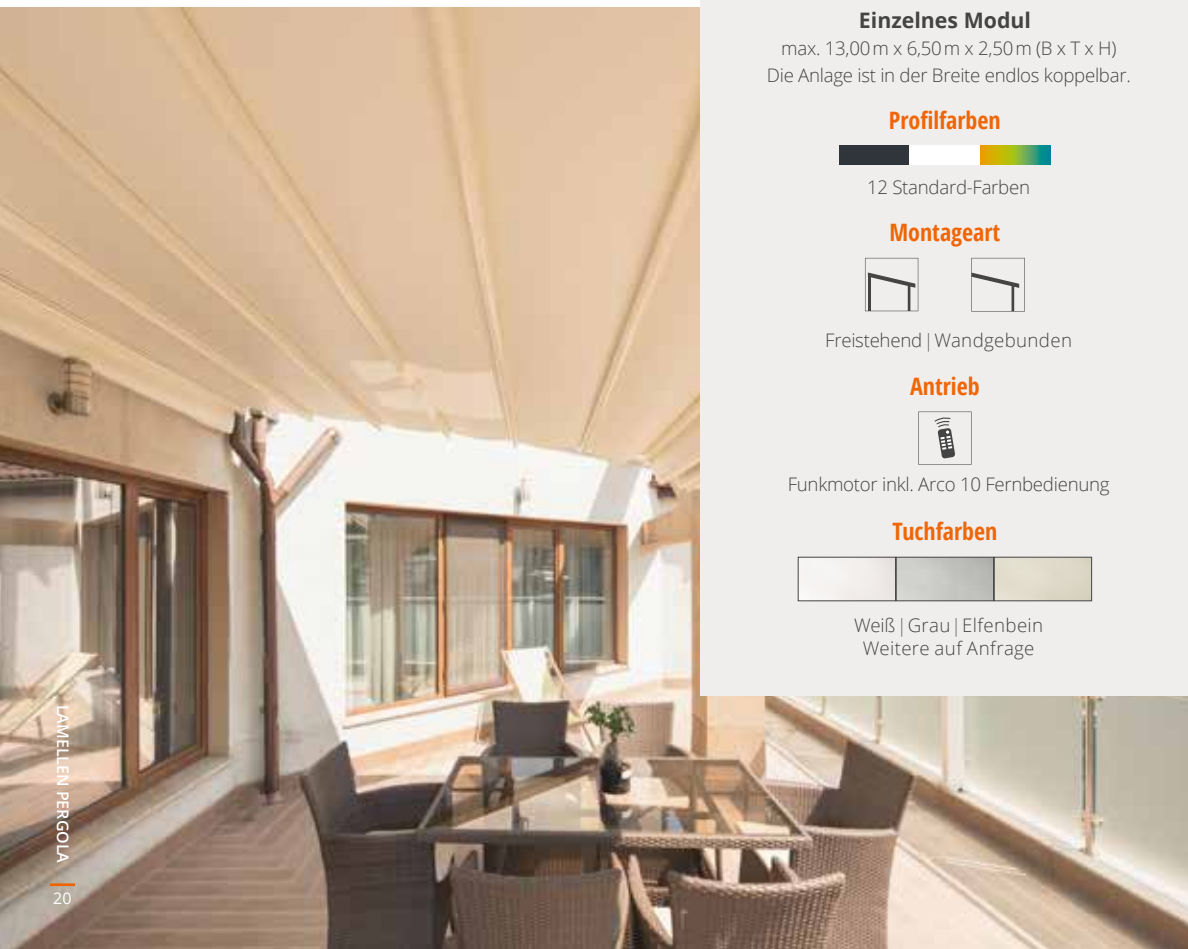 Einzelnes Modul
max. 13,00 m x 6,50 m x 2,50 m (B x T x H)
Die Anlage ist in der Breite endlos koppelbar.
Profilfarben
12 Standard-Farben
Montageart
Freistehend | Wandgebunden
Antrieb
Funkmotor inkl. Arco 10 Fernbedienung
Tuchfarben
Weiß | Grau | Elfenbein
Weitere auf Anfrage
LAMELLEN PERGOLA
20